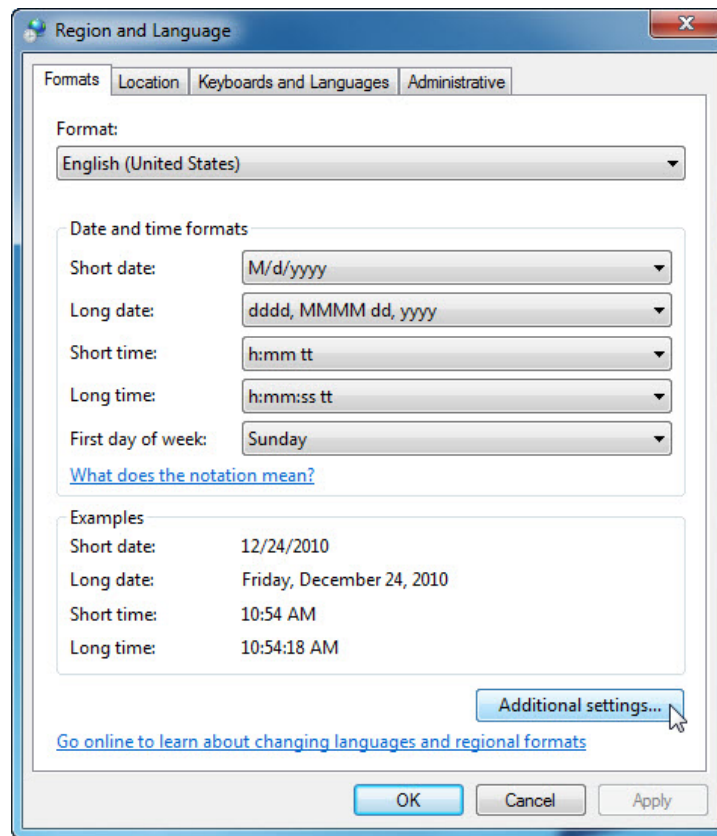 Region and Language
Formats Location Keyboards and Languages Administrative
Format:
English (United States)
Date and time formats
Short date: M/d/yyyy
Long date: dddd, MMMM dd, yyyy
Short time: h:mm tt
Long time: h:mm:ss tt
First day of week: Sunday
What does the notation mean?
Examples
Short date: 12/24/2010
Long date: Friday, December 24, 2010
Short time: 10:54 AM
Long time: 10:54:18 AM
Additional settings...
Go online to learn about changing languages and regional formats
OK Cancel Apply